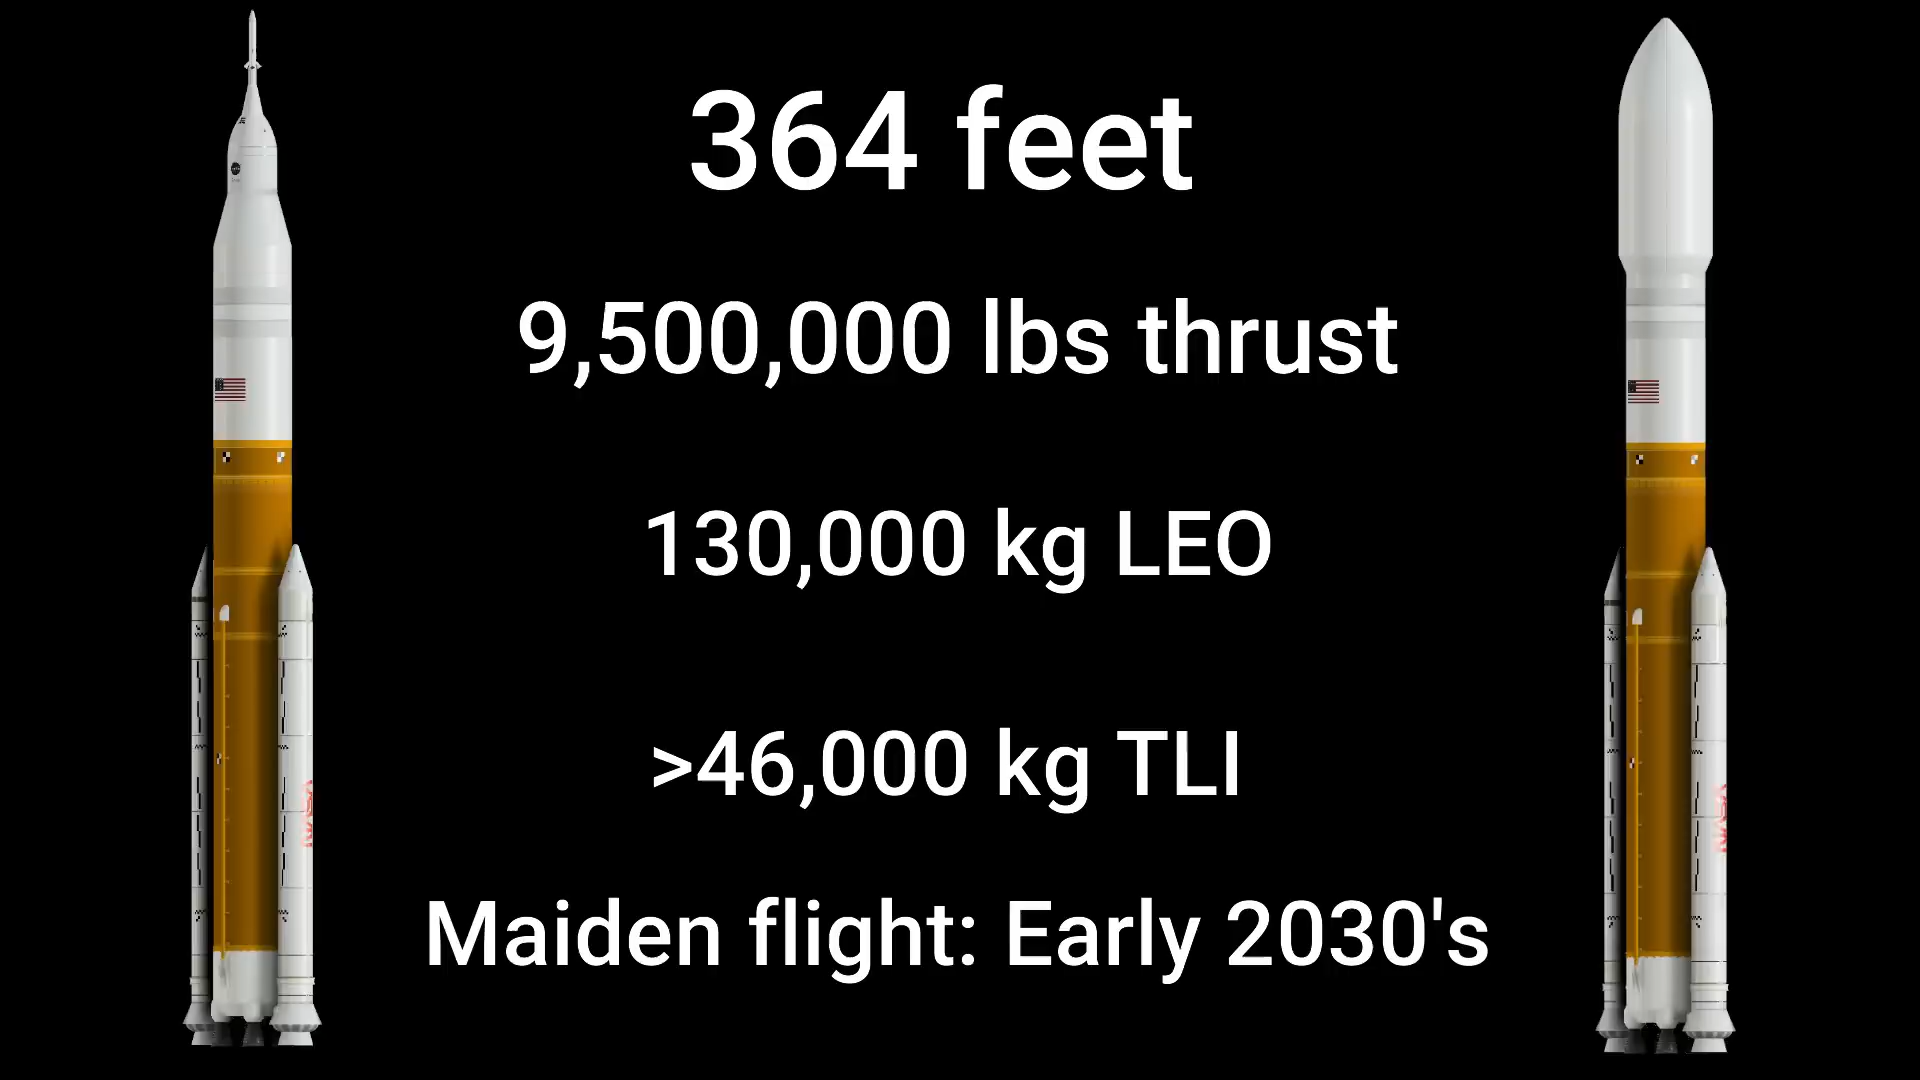 364 feet
9,500,000 lbs thrust
130,000 kg LEO
>46,000 kg TLI
Maiden flight: Early 2030's